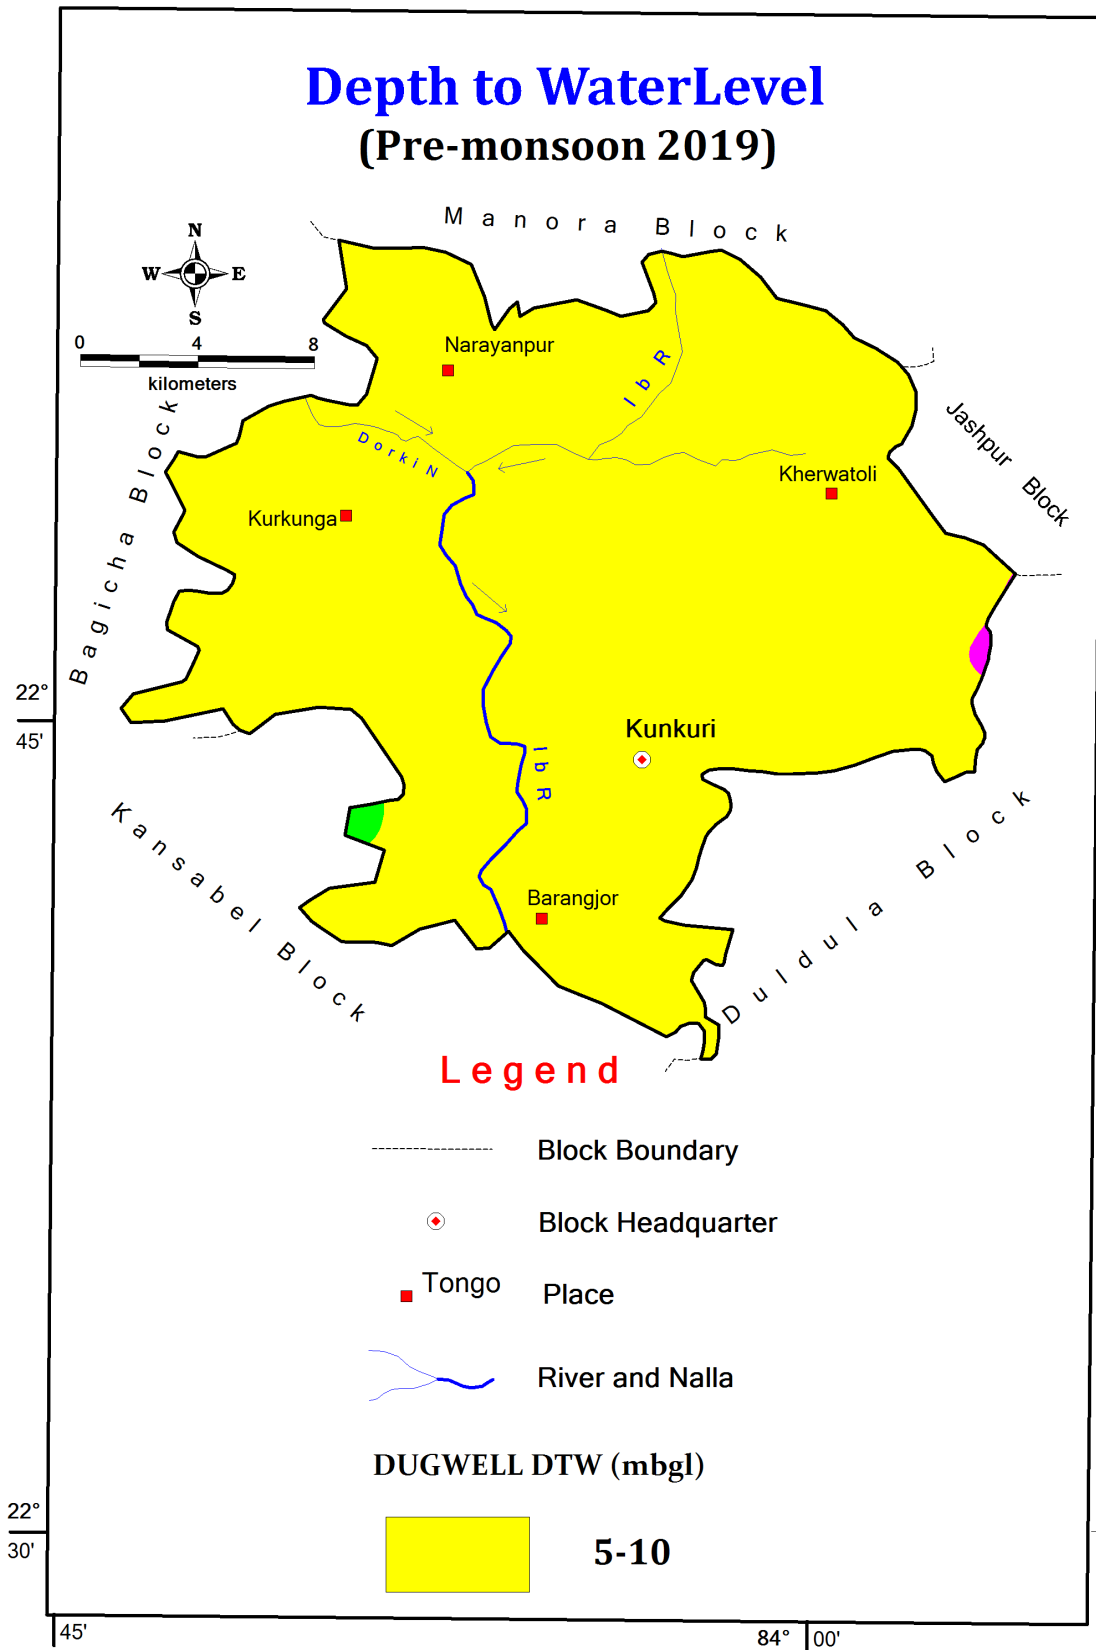 Depth to WaterLevel
(Pre-monsoon 2019)
Manora Block
N
W E
S
0 4 8
kilometers
Narayanpur
Ib R
Jashpur Block
Bagicha Block
Dorki N
Kherwatoli
Kurkunga
22°
45'
Kunkuri
Ib R
Kansabel Block
Barangjor
Duldula Block
Legend
Block Boundary
Block Headquarter
Tongo Place
River and Nalla
DUGWELL DTW (mbgl)
22°
30'
5-10
45'
84° 00'